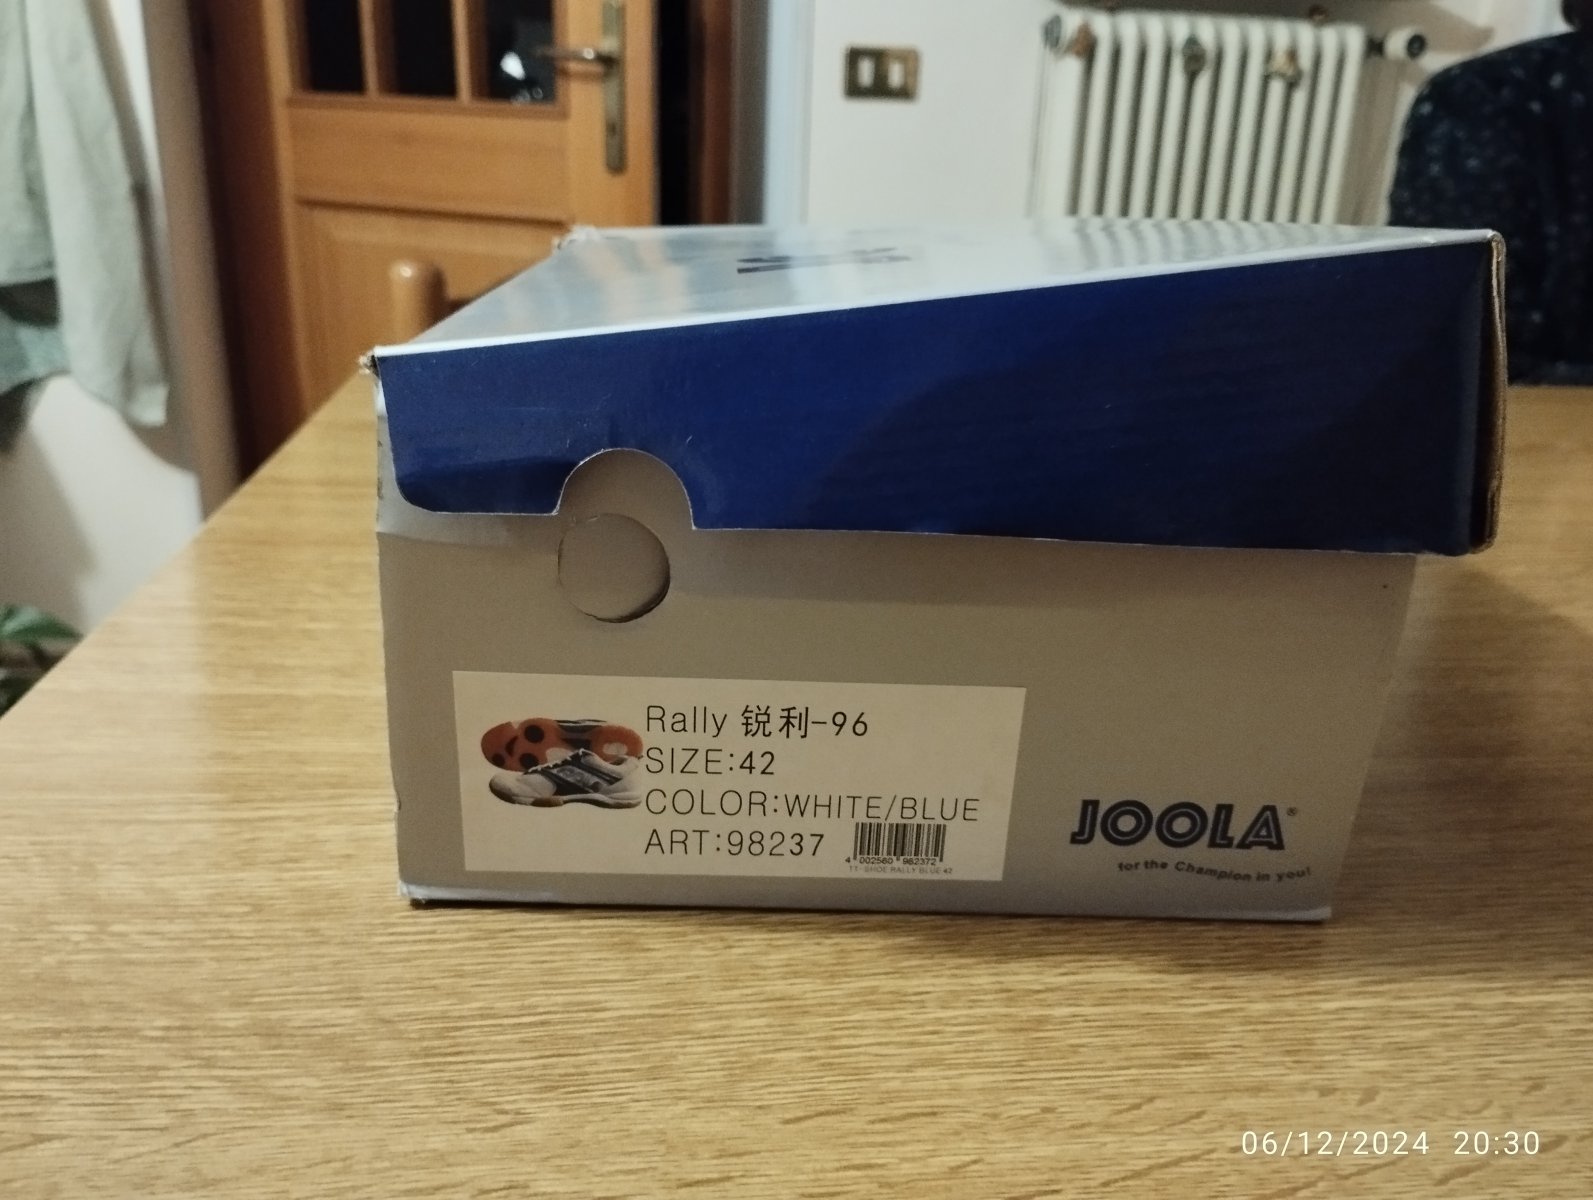 Rally 锐利-96
SIZE:42
COLOR:WHITE/BLUE
ART:98237
4 002560 982372
TT-SHOE RALLY BLUE 42
JOOLA®
for the Champion in you!
06/12/2024 20:30